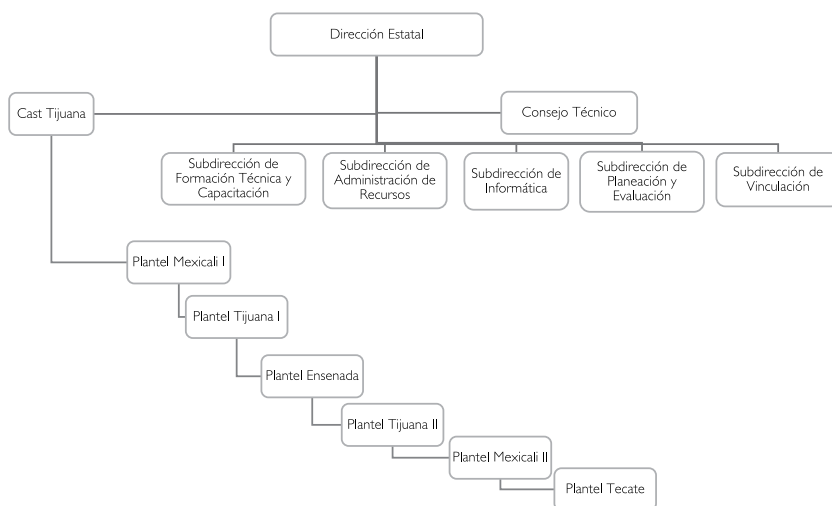 Dirección Estatal
Cast Tijuana
Consejo Técnico
Subdirección de
Formación Técnica y
Capacitación
Subdirección de
Administración de
Recursos
Subdirección de
Informática
Subdirección de
Planeación y
Evaluación
Subdirección de
Vinculación
Plantel Mexicali I
Plantel Tijuana I
Plantel Ensenada
Plantel Tijuana II
Plantel Mexicali II
Plantel Tecate